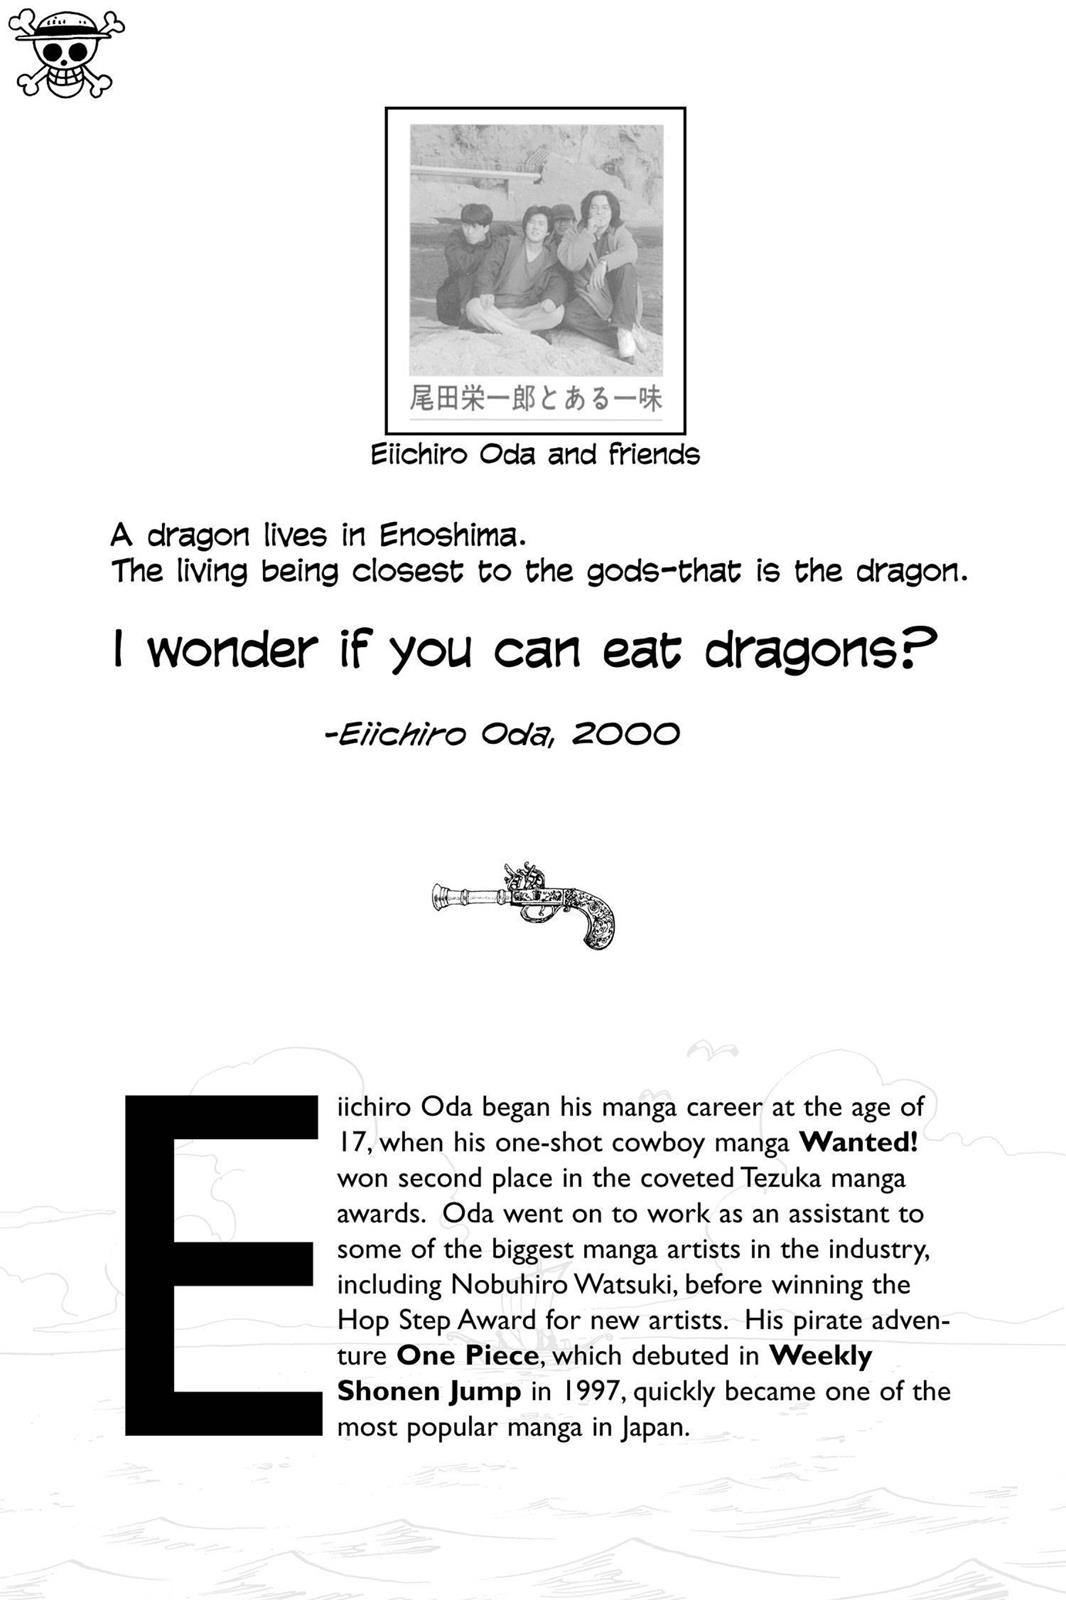 尾田栄一郎とある一味
Eiichiro Oda and friends
A dragon lives in Enoshima.
The living being closest to the gods-that is the dragon.
I wonder if you can eat dragons?
-Eiichiro Oda, 2000
Eiichiro Oda began his manga career at the age of
17, when his one-shot cowboy manga Wanted!
won second place in the coveted Tezuka manga
awards. Oda went on to work as an assistant to
some of the biggest manga artists in the industry,
including Nobuhiro Watsuki, before winning the
Hop Step Award for new artists. His pirate adven-
ture One Piece, which debuted in Weekly
Shonen Jump in 1997, quickly became one of the
most popular manga in Japan.